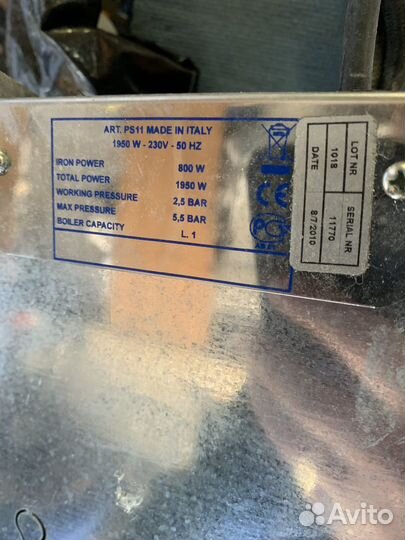 ART. PS11 MADE IN ITALY
1950 W - 230V - 50 HZ
IRON POWER 800 W
TOTAL POWER 1950 W
WORKING PRESSURE 2,5 BAR
MAX PRESSURE 5,5 BAR
BOILER CAPACITY L. 1
CE
LOT NR SERIAL NR
1018 11770
DATE 8/7/2010
Avito